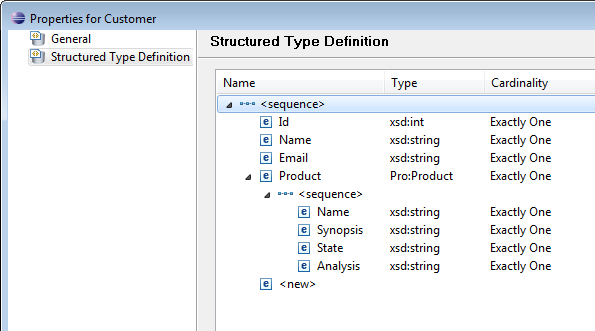 Properties for Customer
General
Structured Type Definition
Structured Type Definition
Name Type Cardinality
<sequence>
Id xsd:int Exactly One
Name xsd:string Exactly One
Email xsd:string Exactly One
Product Pro:Product Exactly One
<sequence>
Name xsd:string Exactly One
Synopsis xsd:string Exactly One
State xsd:string Exactly One
Analysis xsd:string Exactly One
<new>